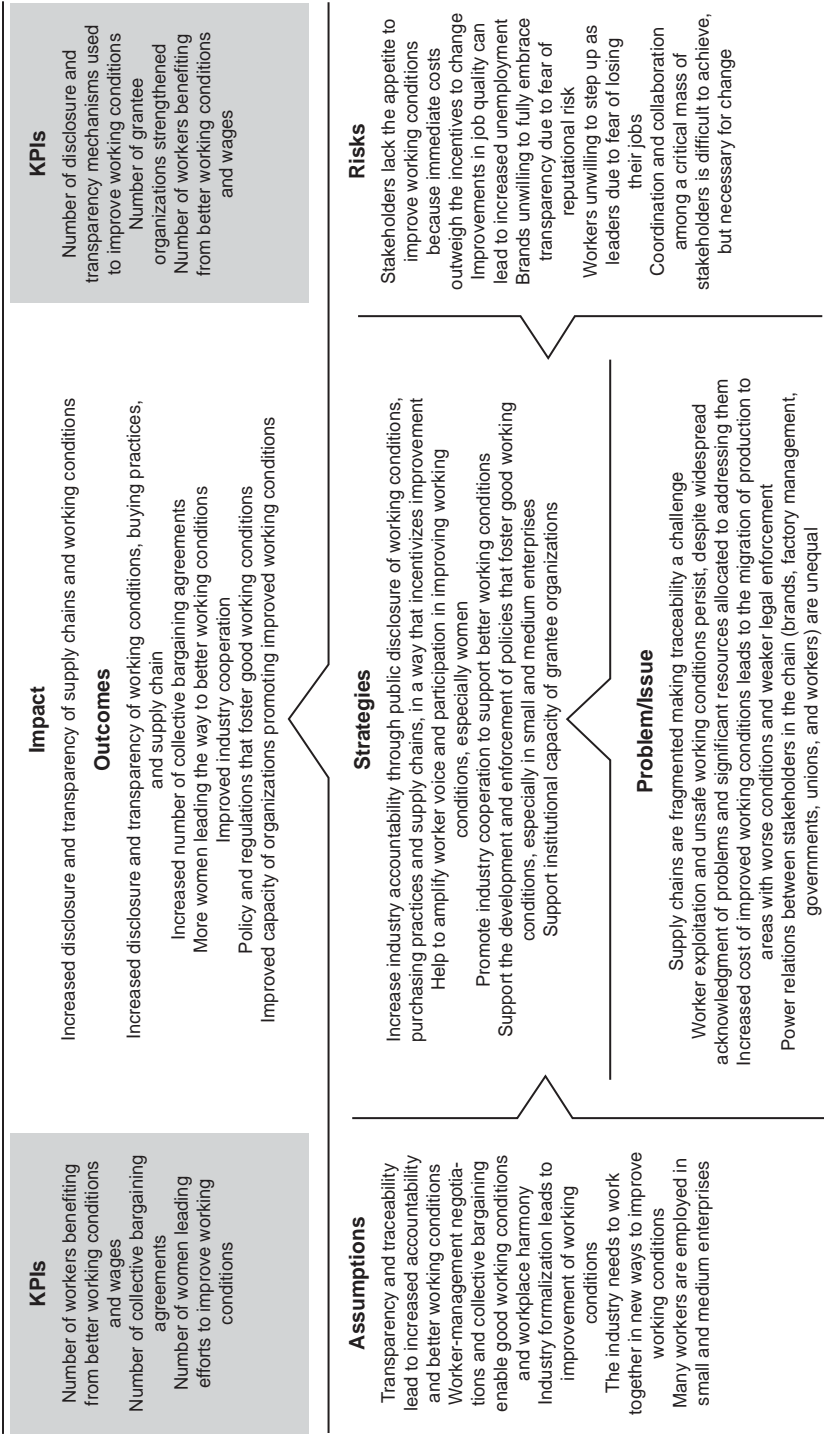 KPIs
Number of workers benefiting
from better working conditions
and wages
Number of collective bargaining
agreements
Number of women leading
efforts to improve working
conditions
Impact
Increased disclosure and transparency of supply chains and working conditions
Outcomes
Increased disclosure and transparency of working conditions, buying practices,
and supply chain
Increased number of collective bargaining agreements
More women leading the way to better working conditions
Improved industry cooperation
Policy and regulations that foster good working conditions
Improved capacity of organizations promoting improved working conditions
KPIs
Number of disclosure and
transparency mechanisms used
to improve working conditions
Number of grantee
organizations strengthened
Number of workers benefiting
from better working conditions
and wages
Assumptions
Transparency and traceability
lead to increased accountability
and better working conditions
Worker-management negotia-
tions and collective bargaining
enable good working conditions
and workplace harmony
Industry formalization leads to
improvement of working
conditions
The industry needs to work
together in new ways to improve
working conditions
Many workers are employed in
small and medium enterprises
Strategies
Increase industry accountability through public disclosure of working conditions,
purchasing practices and supply chains, in a way that incentivizes improvement
Help to amplify worker voice and participation in improving working
conditions, especially women
Promote industry cooperation to support better working conditions
Support the development and enforcement of policies that foster good working
conditions, especially in small and medium enterprises
Support institutional capacity of grantee organizations
Problem/Issue
Supply chains are fragmented making traceability a challenge
Worker exploitation and unsafe working conditions persist, despite widespread
acknowledgment of problems and significant resources allocated to addressing them
Increased cost of improved working conditions leads to the migration of production to
areas with worse conditions and weaker legal enforcement
Power relations between stakeholders in the chain (brands, factory management,
governments, unions, and workers) are unequal
Risks
Stakeholders lack the appetite to
improve working conditions
because immediate costs
outweigh the incentives to change
Improvements in job quality can
lead to increased unemployment
Brands unwilling to fully embrace
transparency due to fear of
reputational risk
Workers unwilling to step up as
leaders due to fear of losing
their jobs
Coordination and collaboration
among a critical mass of
stakeholders is difficult to achieve,
but necessary for change